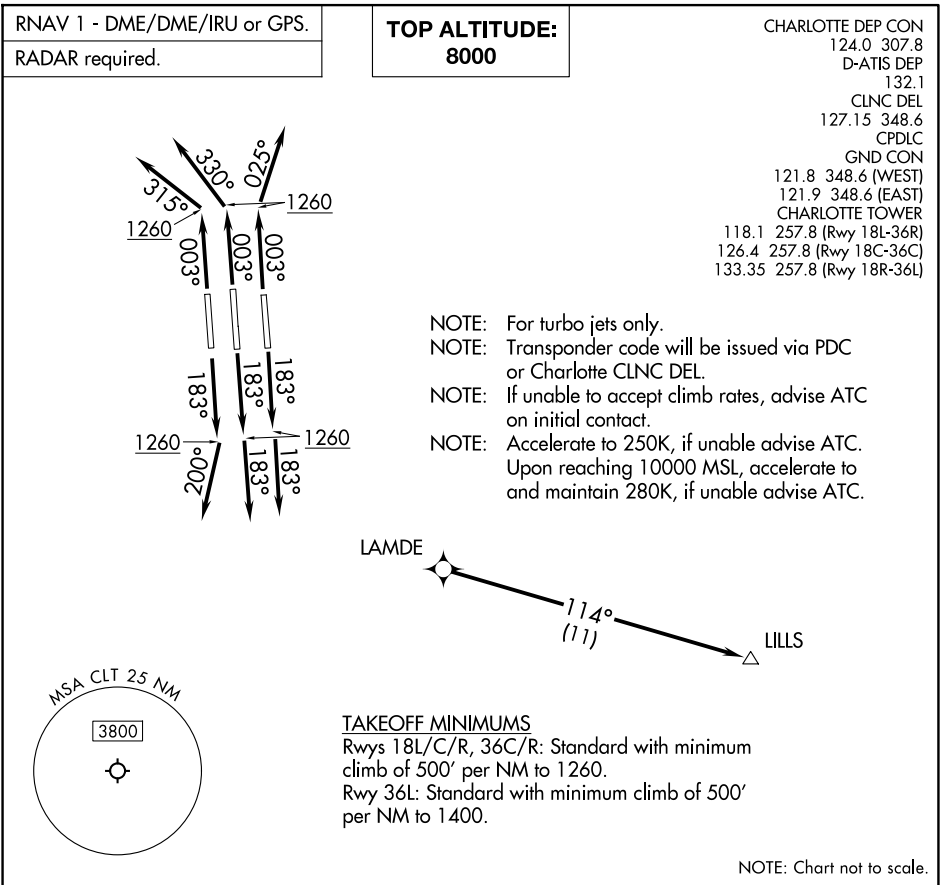 RNAV 1 - DME/DME/IRU or GPS.
RADAR required.
TOP ALTITUDE:
8000
CHARLOTTE DEP CON
124.0 307.8
D-ATIS DEP
132.1
CLNC DEL
127.15 348.6
CPDLC
GND CON
121.8 348.6 (WEST)
121.9 348.6 (EAST)
CHARLOTTE TOWER
118.1 257.8 (Rwy 18L-36R)
126.4 257.8 (Rwy 18C-36C)
133.35 257.8 (Rwy 18R-36L)
315°
330°
025°
1260
1260
003°
003°
003°
183°
183°
183°
1260
1260
200°
183°
183°
NOTE: For turbo jets only.
NOTE: Transponder code will be issued via PDC
or Charlotte CLNC DEL.
NOTE: If unable to accept climb rates, advise ATC
on initial contact.
NOTE: Accelerate to 250K, if unable advise ATC.
Upon reaching 10000 MSL, accelerate to
and maintain 280K, if unable advise ATC.
LAMDE
114°
(11)
LILLS
MSA CLT 25 NM
3800
TAKEOFF MINIMUMS
Rwys 18L/C/R, 36C/R: Standard with minimum
climb of 500' per NM to 1260.
Rwy 36L: Standard with minimum climb of 500'
per NM to 1400.
NOTE: Chart not to scale.